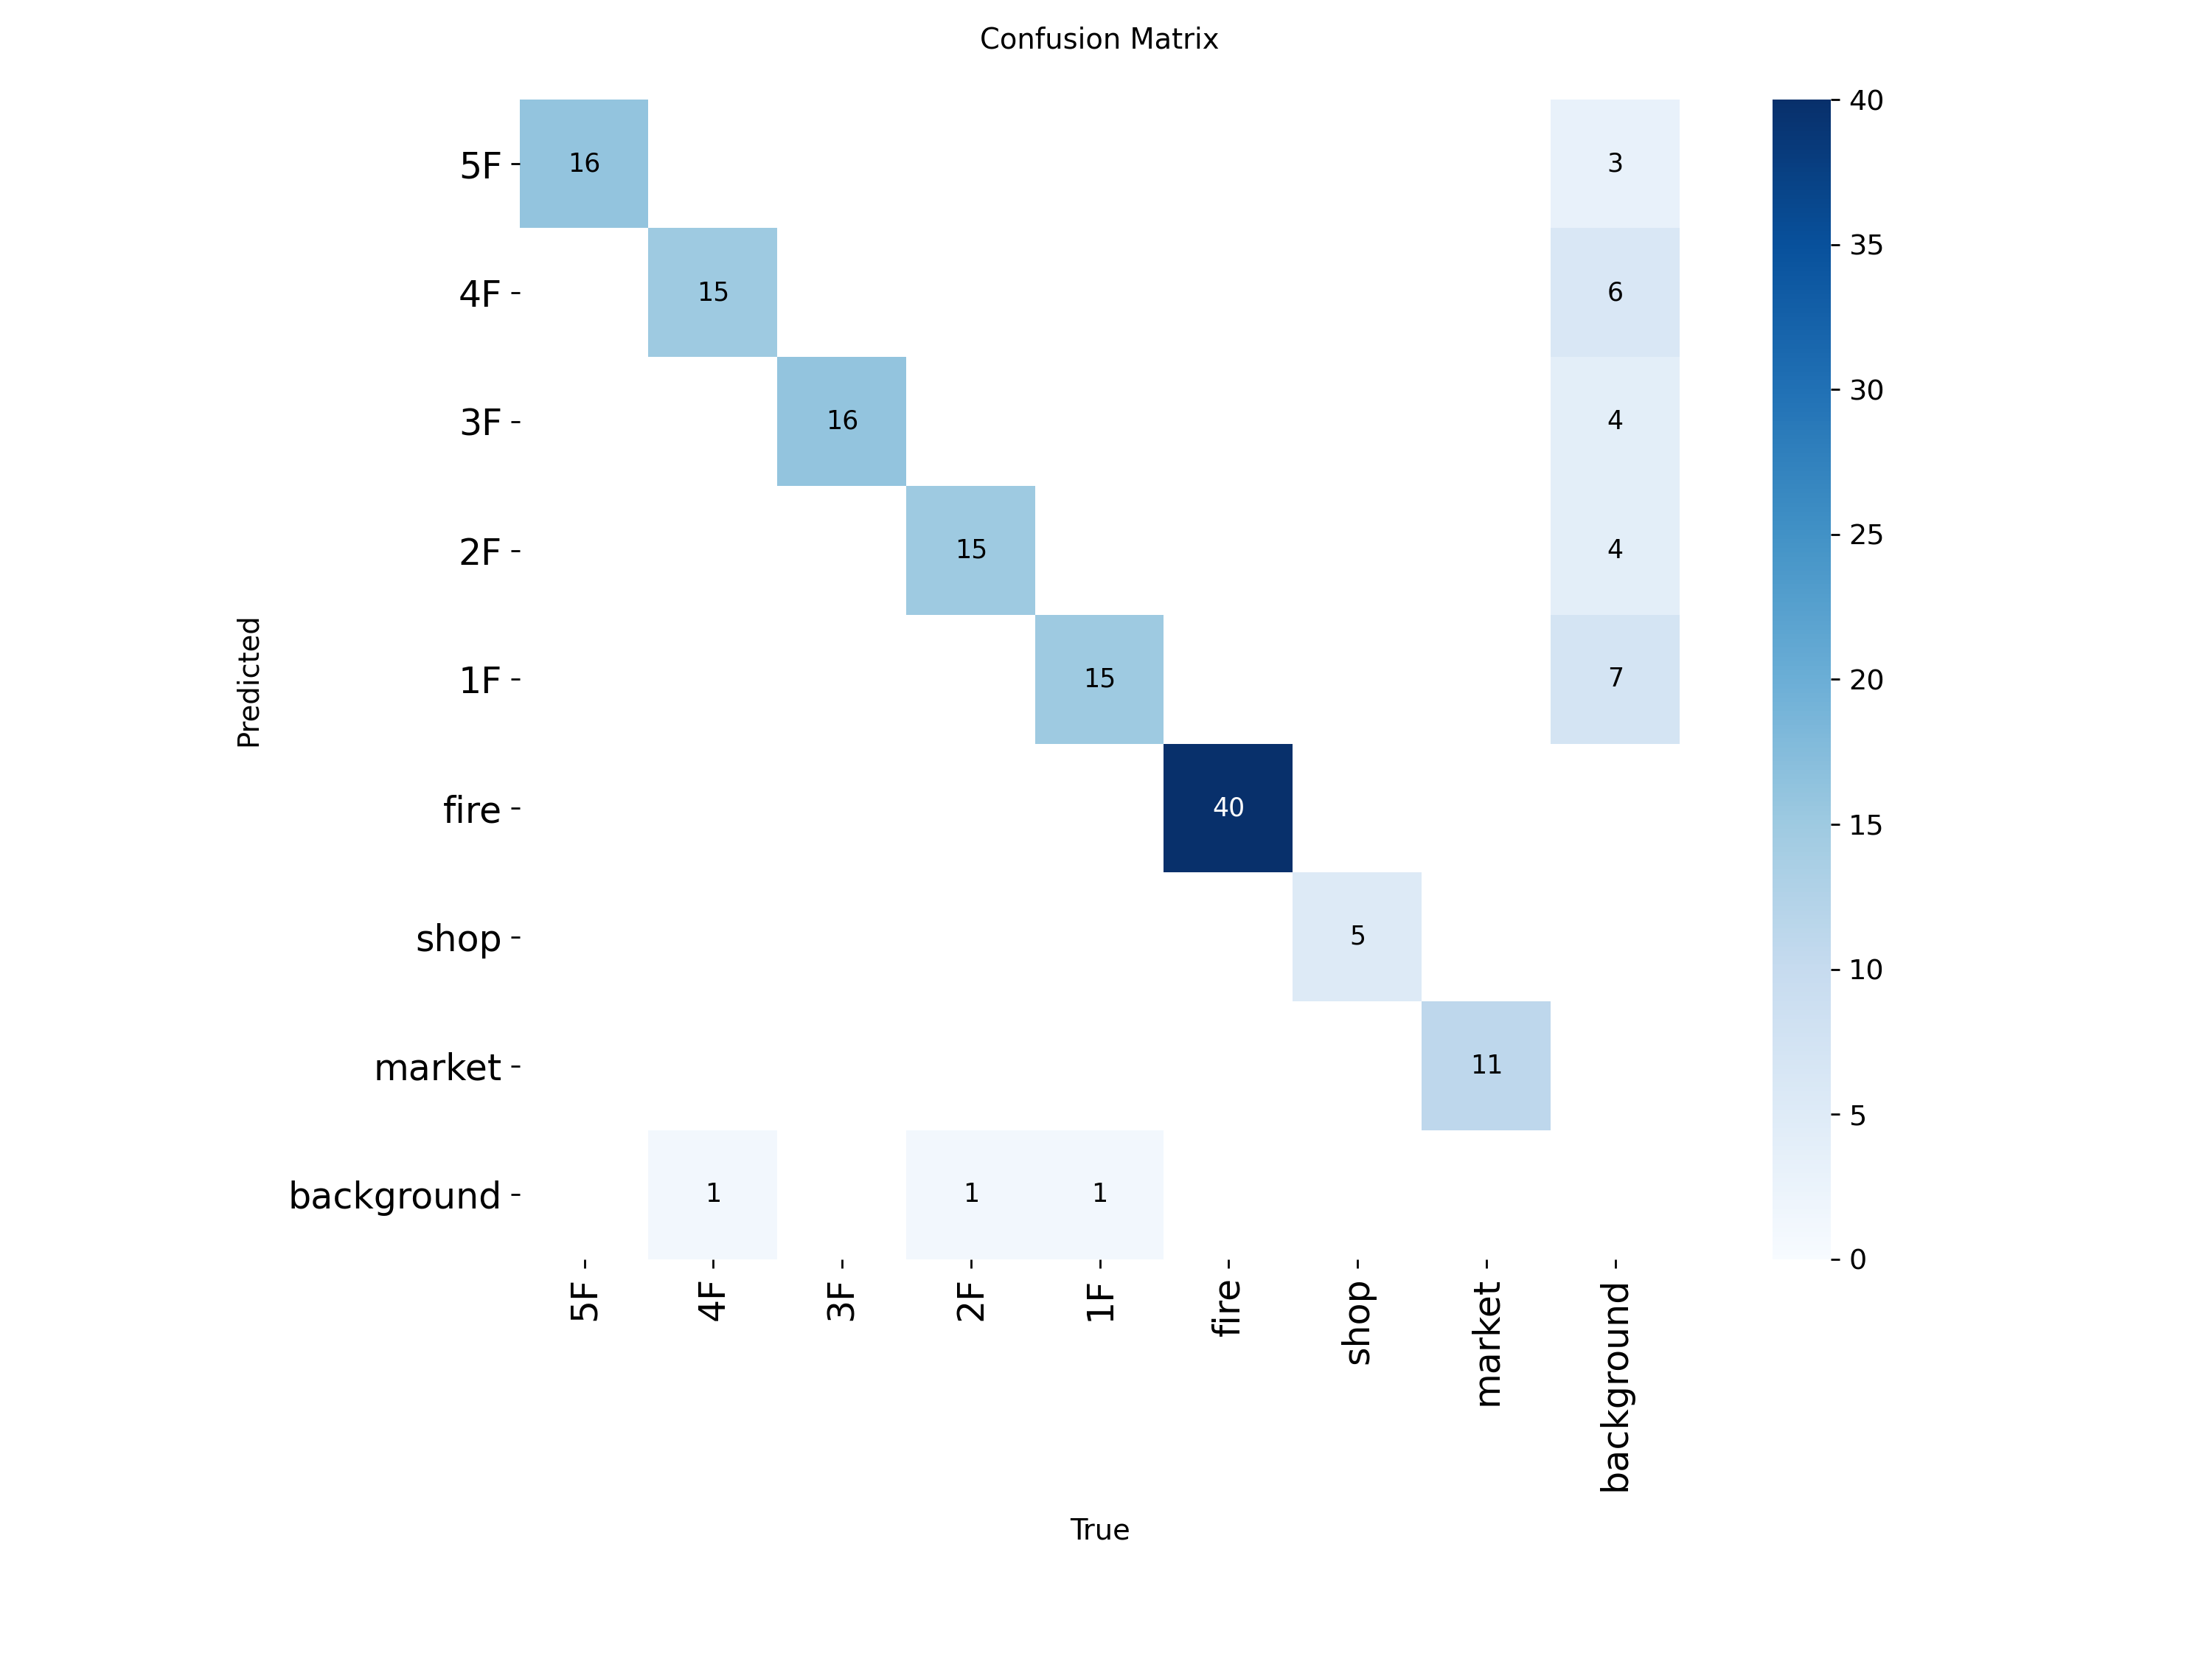 Confusion Matrix
5F
16
3
4F
15
6
3F
16
4
2F
15
4
1F
15
7
fire
40
shop
5
market
11
background
1
1
1
5F
4F
3F
2F
1F
fire
shop
market
background
Predicted
True
40
35
30
25
20
15
10
5
0